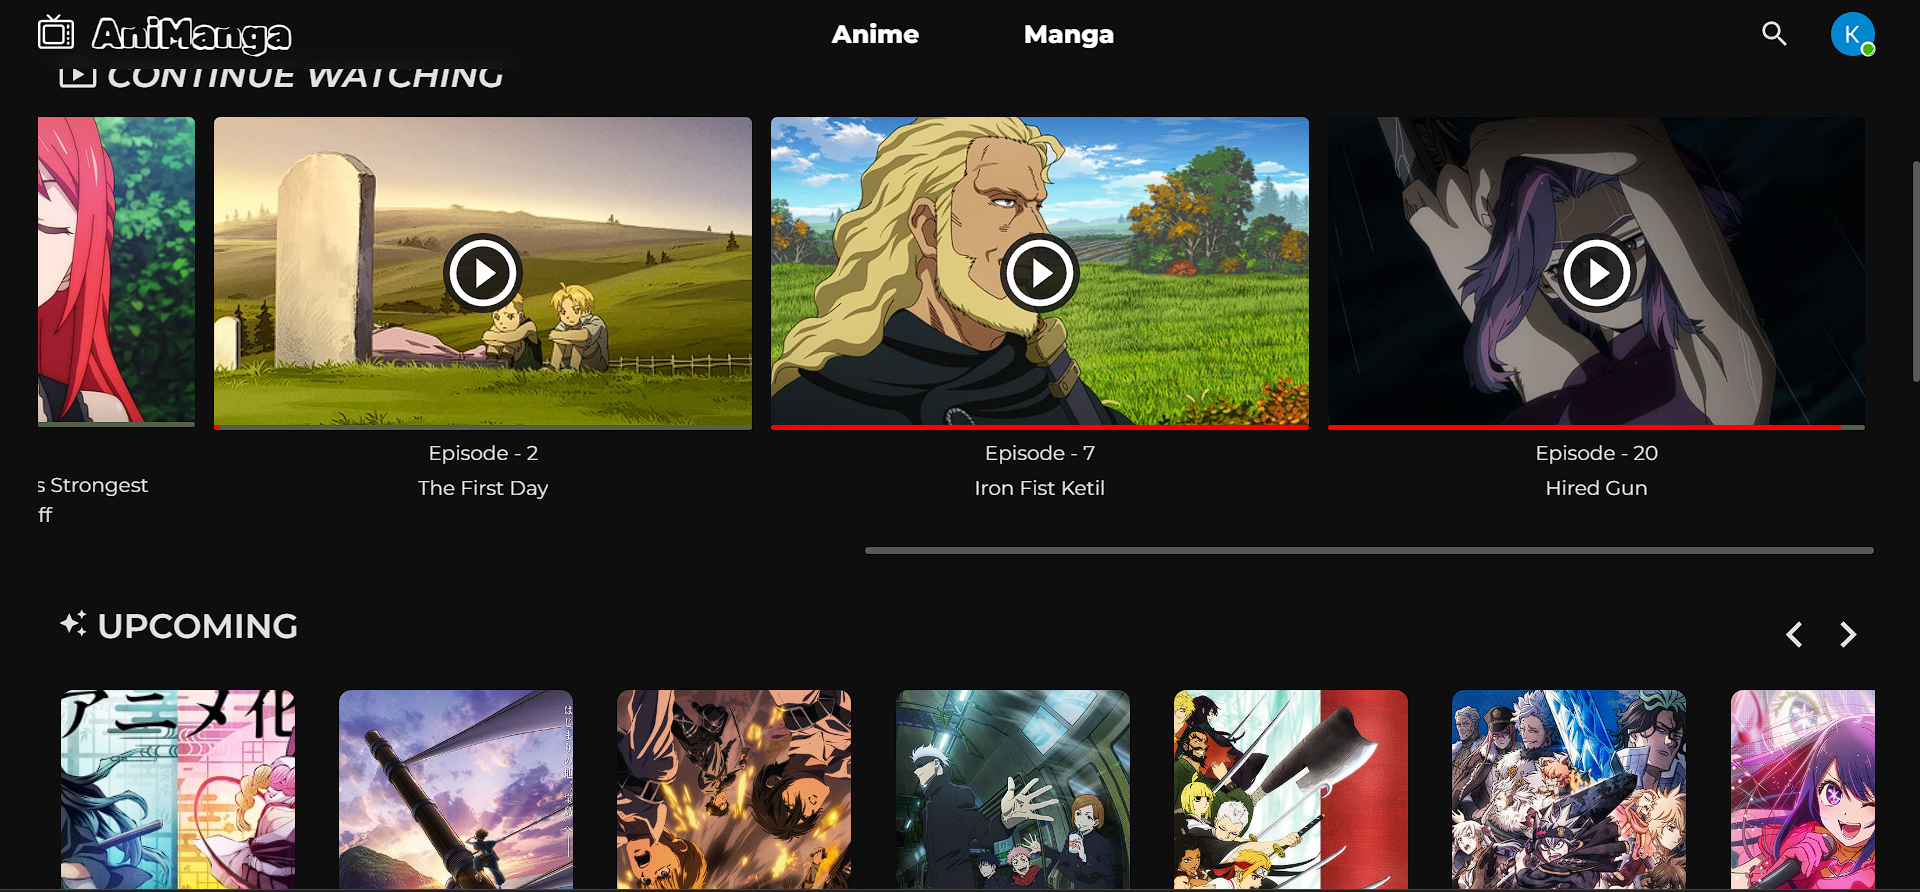 AniManga
Anime
Manga
K
CONTINUE WATCHING
s Strongest
ff
Episode - 2
The First Day
Episode - 7
Iron Fist Ketil
Episode - 20
Hired Gun
UPCOMING
アニメ化